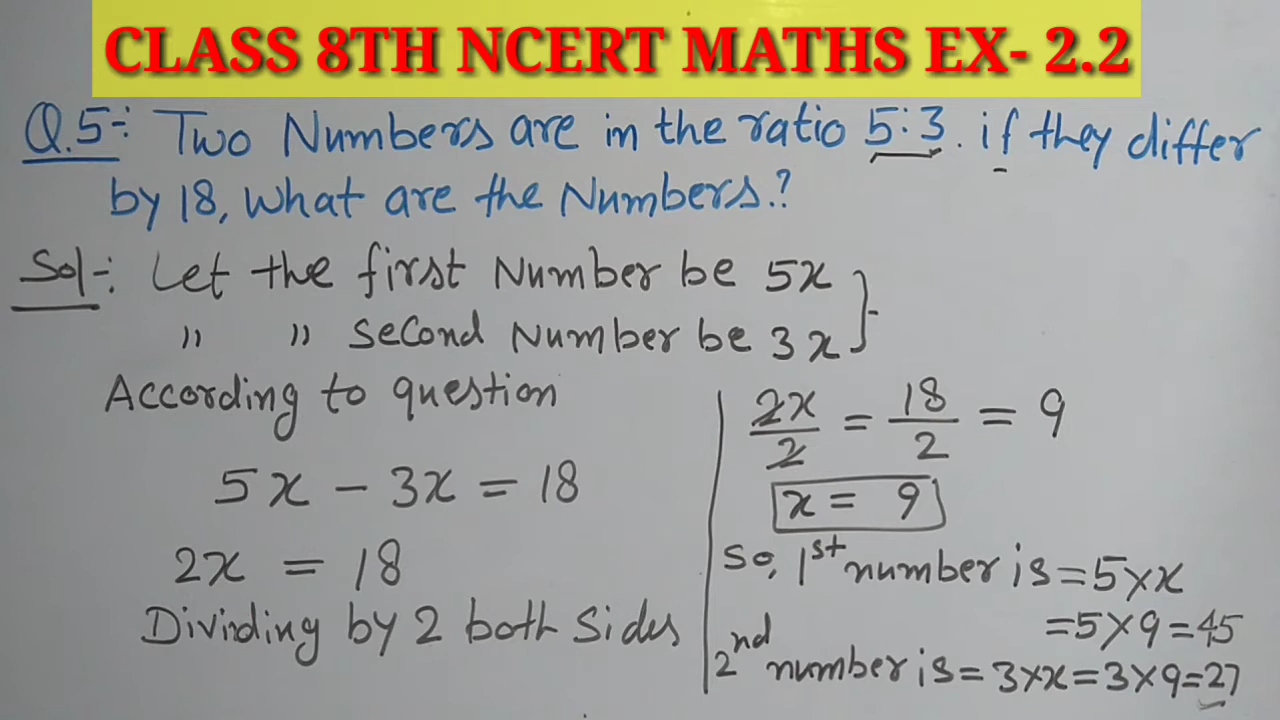 CLASS 8TH NCERT MATHS EX- 2.2
Q.5-: Two Numbers are in the ratio 5:3. if they differ
by 18, What are the Numbers.?
Sol-: Let the first Number be 5x
" " second Number be 3x
According to question
5x - 3x = 18
2x = 18
Dividing by 2 both sides
2x/2 = 18/2 = 9
x = 9
So, 1st number is = 5×x
= 5×9 = 45
2nd number is = 3×x = 3×9 = 27